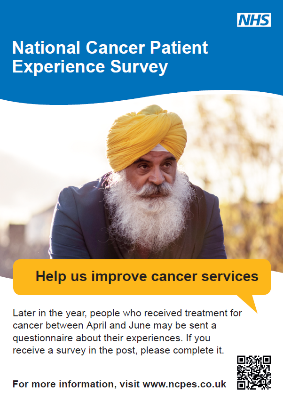 NHS
National Cancer Patient
Experience Survey
Help us improve cancer services
Later in the year, people who received treatment for
cancer between April and June may be sent a
questionnaire about their experiences. If you
receive a survey in the post, please complete it.
For more information, visit www.ncpes.co.uk